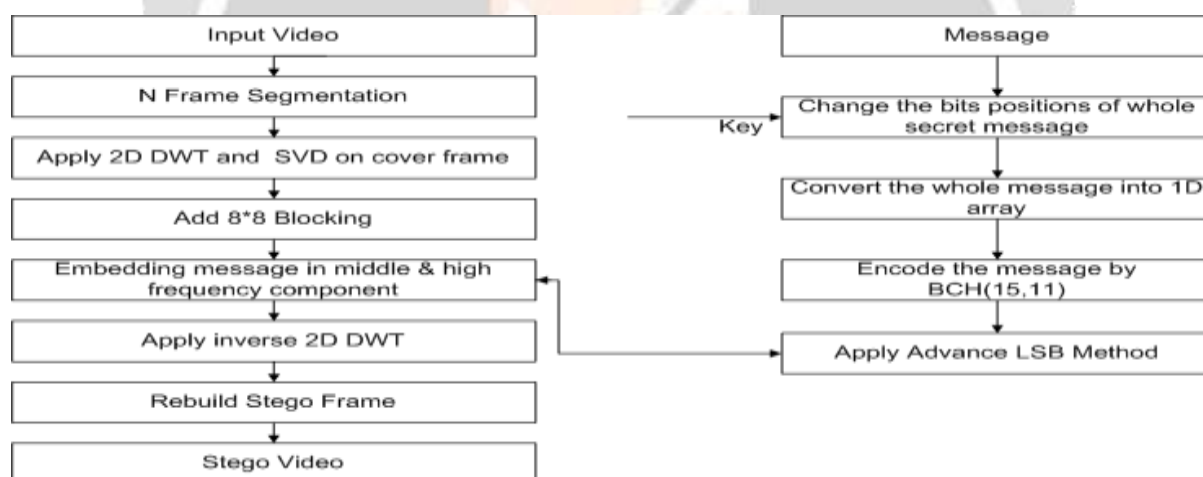 Input Video
N Frame Segmentation
Apply 2D DWT and SVD on cover frame
Add 8*8 Blocking
Embedding message in middle & high
frequency component
Apply inverse 2D DWT
Rebuild Stego Frame
Stego Video
Message
Key
Change the bits positions of whole
secret message
Convert the whole message into 1D
array
Encode the message by
BCH(15,11)
Apply Advance LSB Method